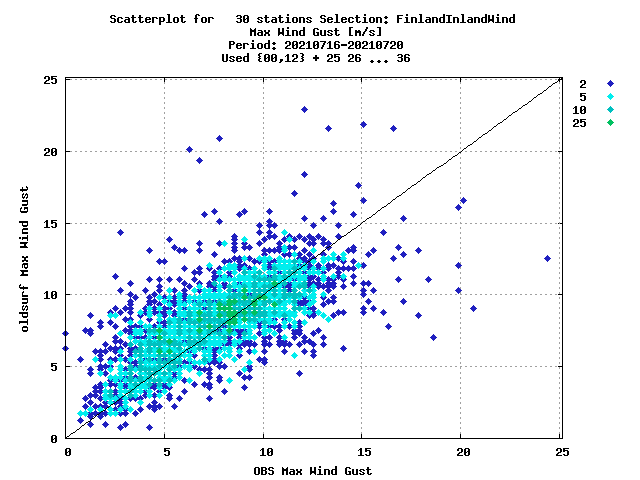 Scatterplot for 30 stations Selection: FinlandInlandWind
Max Wind Gust [m/s]
Period: 20210716-20210720
Used {00,12} + 25 26 ... 36
25
20
15
10
5
0
0 5 10 15 20 25
2
5
10
25
oldsurf Max Wind Gust
OBS Max Wind Gust